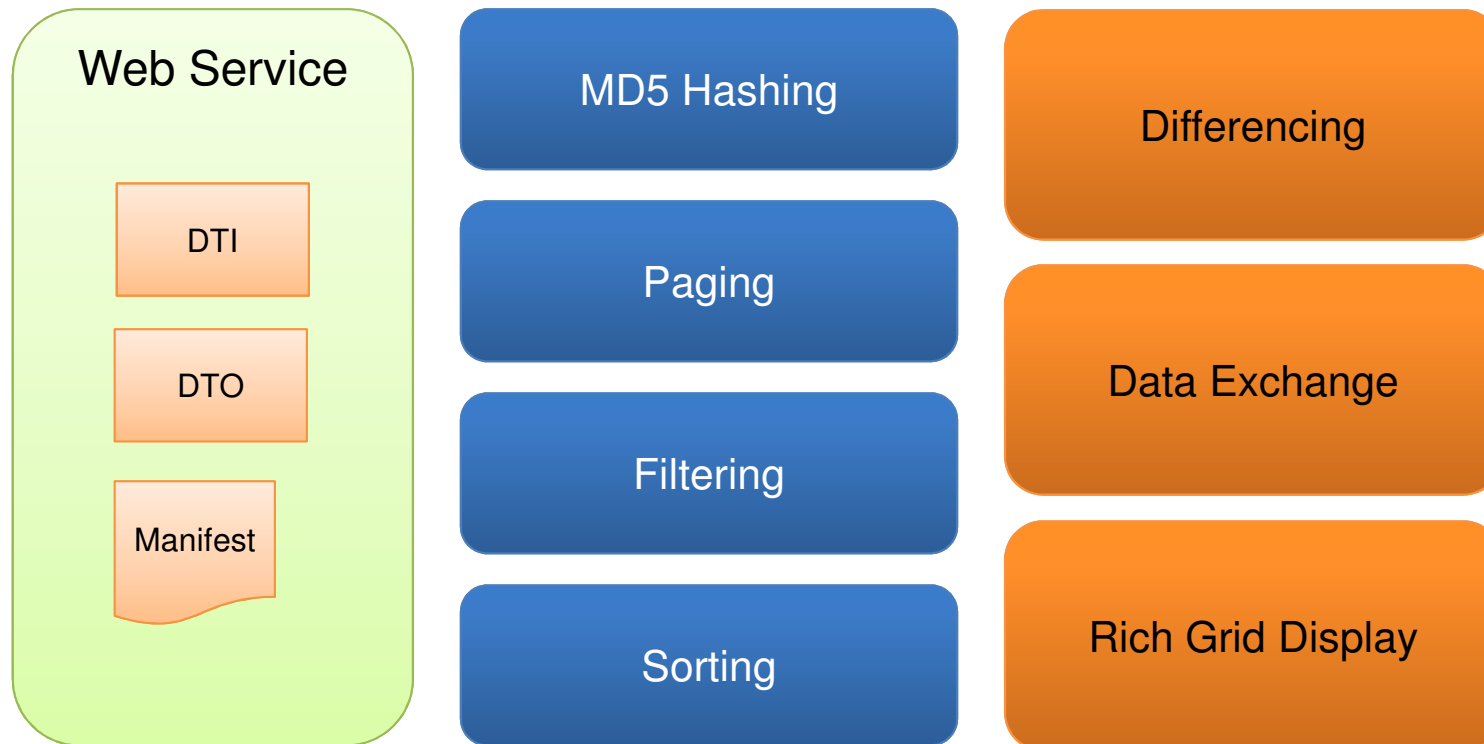 Web Service
DTI
DTO
Manifest
MD5 Hashing
Paging
Filtering
Sorting
Differencing
Data Exchange
Rich Grid Display